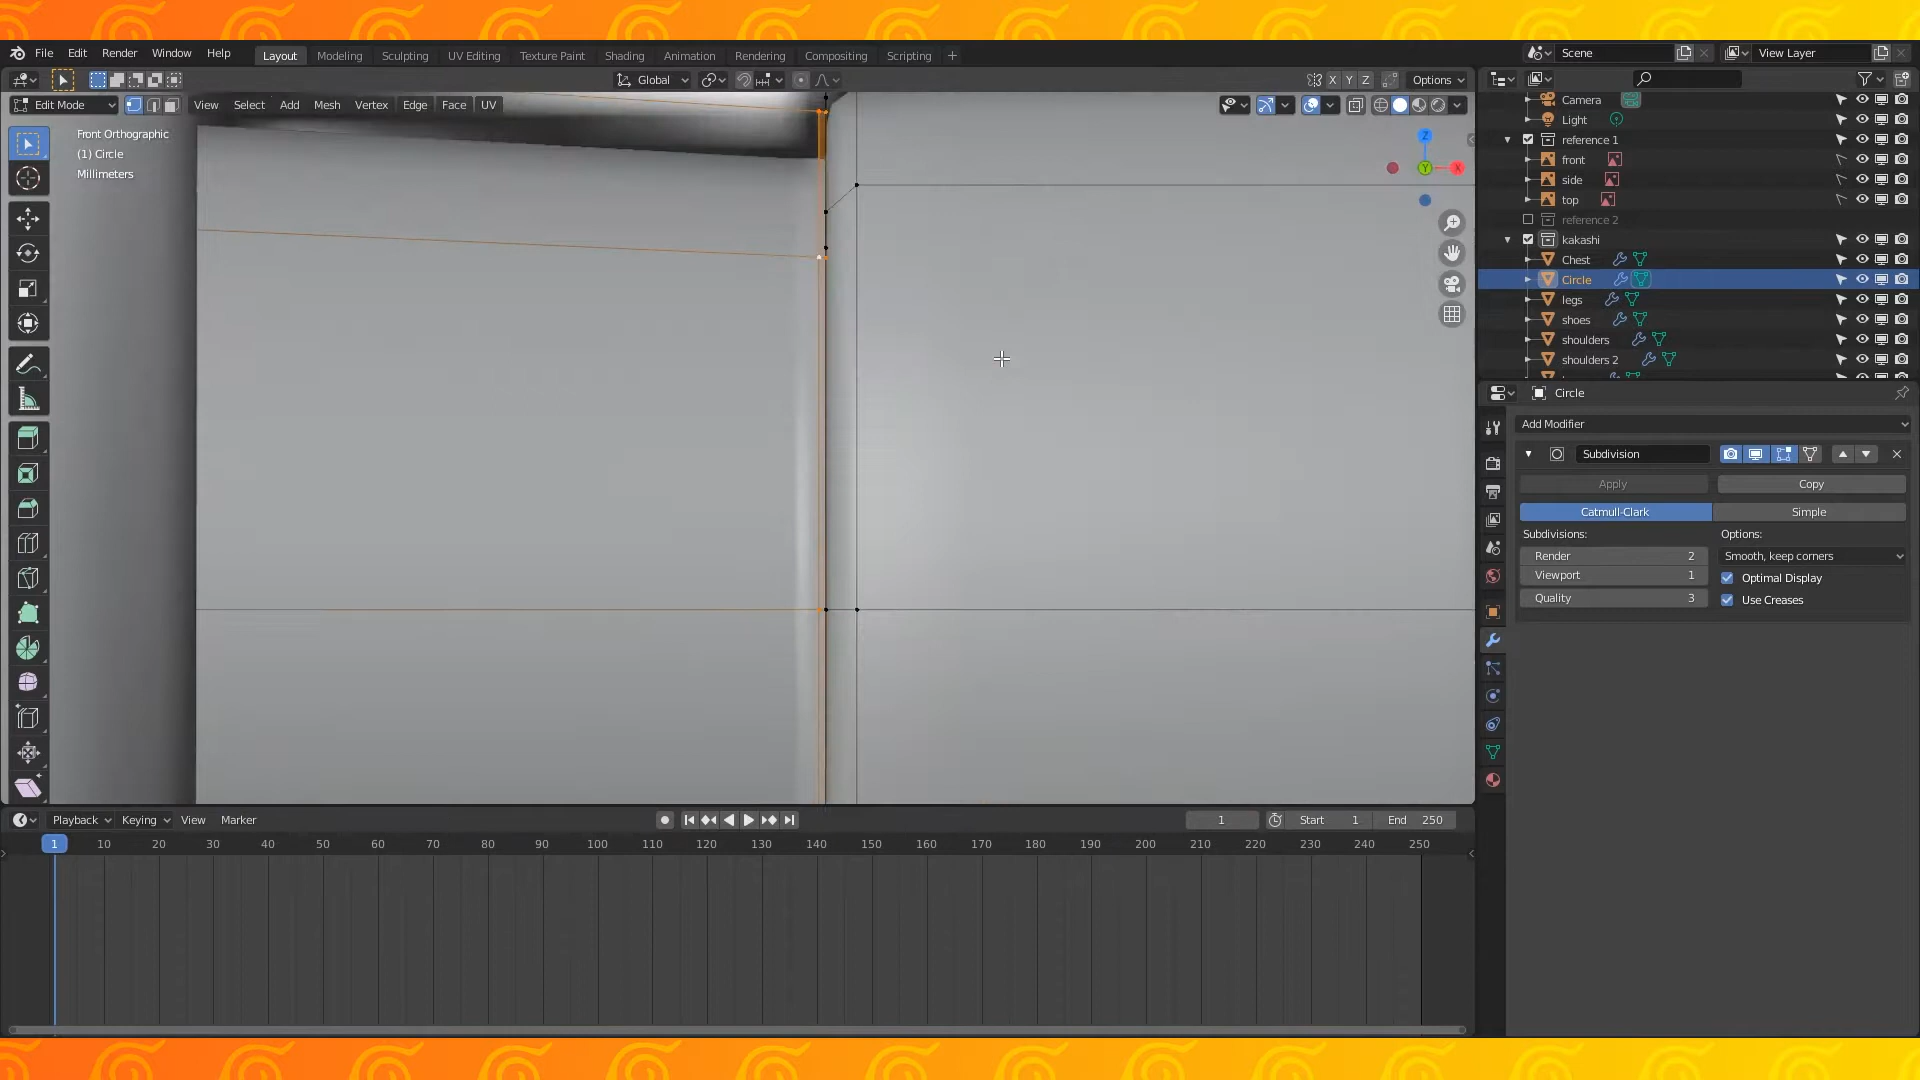 File Edit Render Window Help
Layout Modeling Sculpting UV Editing Texture Paint Shading Animation Rendering Compositing Scripting
Scene
View Layer
Global
X Y Z
Options
Edit Mode
View Select Add Mesh Vertex Edge Face UV
Front Orthographic
(1) Circle
Millimeters
Z
Y
X
Camera
Light
reference 1
front
side
top
reference 2
kakashi
Chest
Circle
legs
shoes
shoulders
shoulders 2
Circle
Add Modifier
Subdivision
Apply
Copy
Catmull-Clark
Simple
Subdivisions:
Options:
Render 2
Smooth, keep corners
Viewport 1
Optimal Display
Quality 3
Use Creases
Playback Keying View Marker
1
Start 1
End 250
1 10 20 30 40 50 60 70 80 90 100 110 120 130 140 150 160 170 180 190 200 210 220 230 240 250